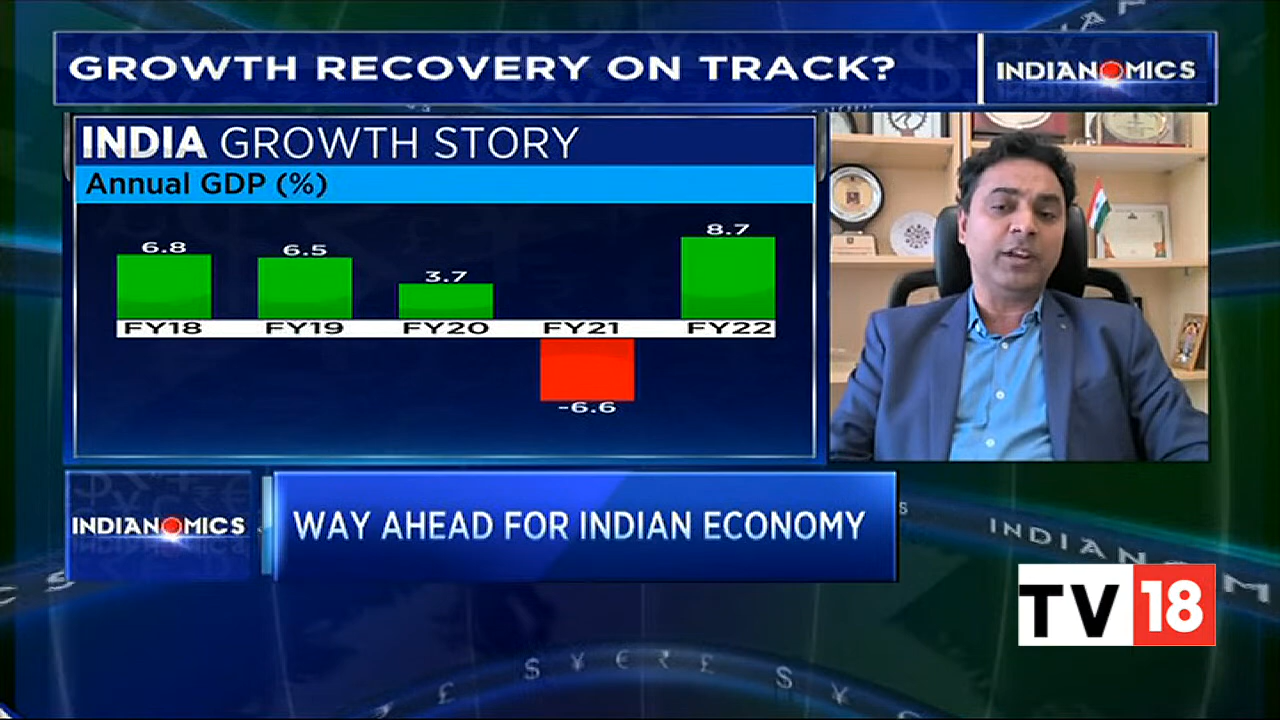 GROWTH RECOVERY ON TRACK?
INDIANOMICS
INDIA GROWTH STORY
Annual GDP (%)
6.8
6.5
3.7
8.7
FY18
FY19
FY20
FY21
FY22
-6.6
INDIANOMICS
WAY AHEAD FOR INDIAN ECONOMY
INDIANOM
TV18
$ ¥ € ₹ £ $ ¥
£